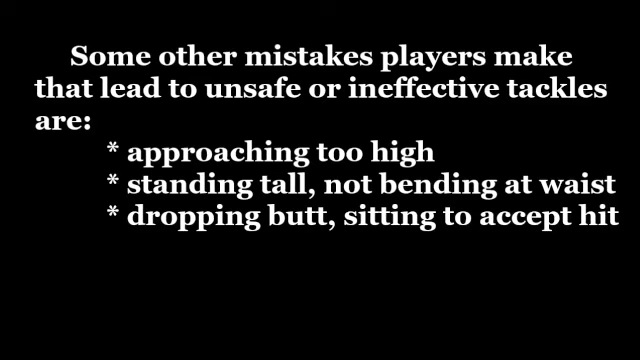 Some other mistakes players make
that lead to unsafe or ineffective tackles
are:
* approaching too high
* standing tall, not bending at waist
* dropping butt, sitting to accept hit